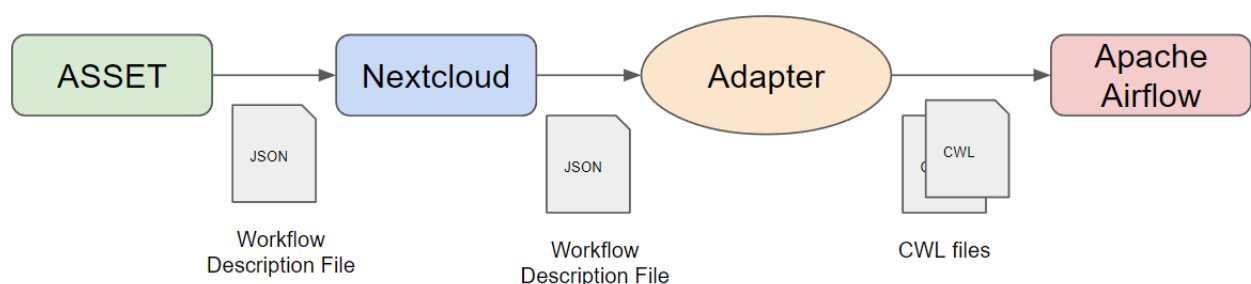 ASSET
Nextcloud
Adapter
Apache
Airflow
JSON
JSON
C
CWL
Workflow
Description File
Workflow
Description File
CWL files